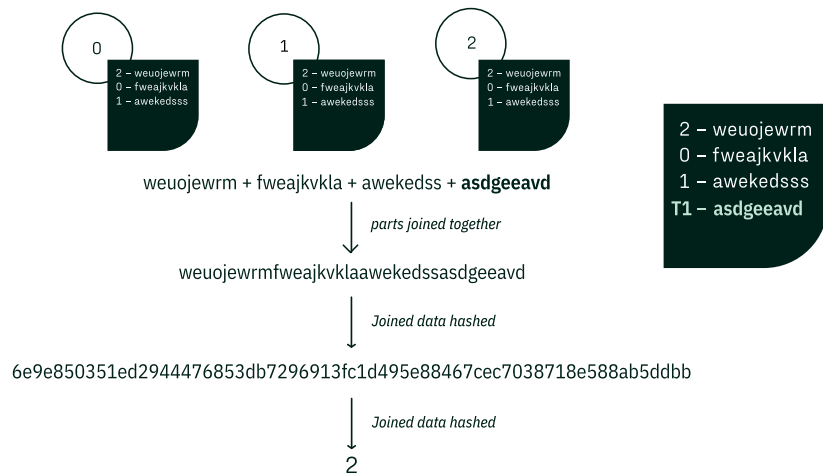 0
1
2
2 – weuojewrm
0 – fweajkvkla
1 – awekedsss
2 – weuojewrm
0 – fweajkvkla
1 – awekedsss
2 – weuojewrm
0 – fweajkvkla
1 – awekedsss
2 – weuojewrm
0 – fweajkvkla
1 – awekedsss
T1 – asdgeeavd
weuojewrm + fweajkvkla + awekedss + asdgeeavd
parts joined together
weuojewrmfweajkvklaawekedssasdgeeavd
Joined data hashed
6e9e850351ed2944476853db7296913fc1d495e88467cec7038718e588ab5ddbb
Joined data hashed
2